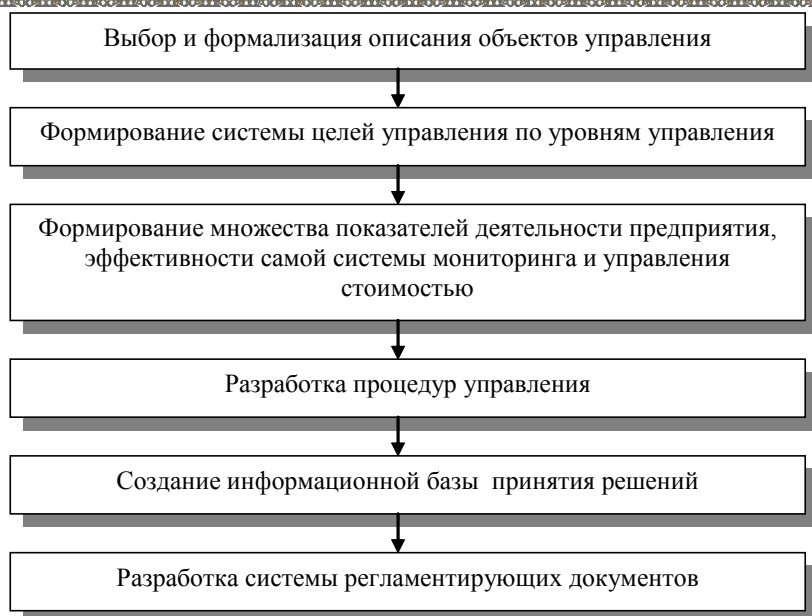 Выбор и формализация описания объектов управления
Формирование системы целей управления по уровням управления
Формирование множества показателей деятельности предприятия,
эффективности самой системы мониторинга и управления
стоимостью
Разработка процедур управления
Создание информационной базы  принятия решений
Разработка системы регламентирующих документов